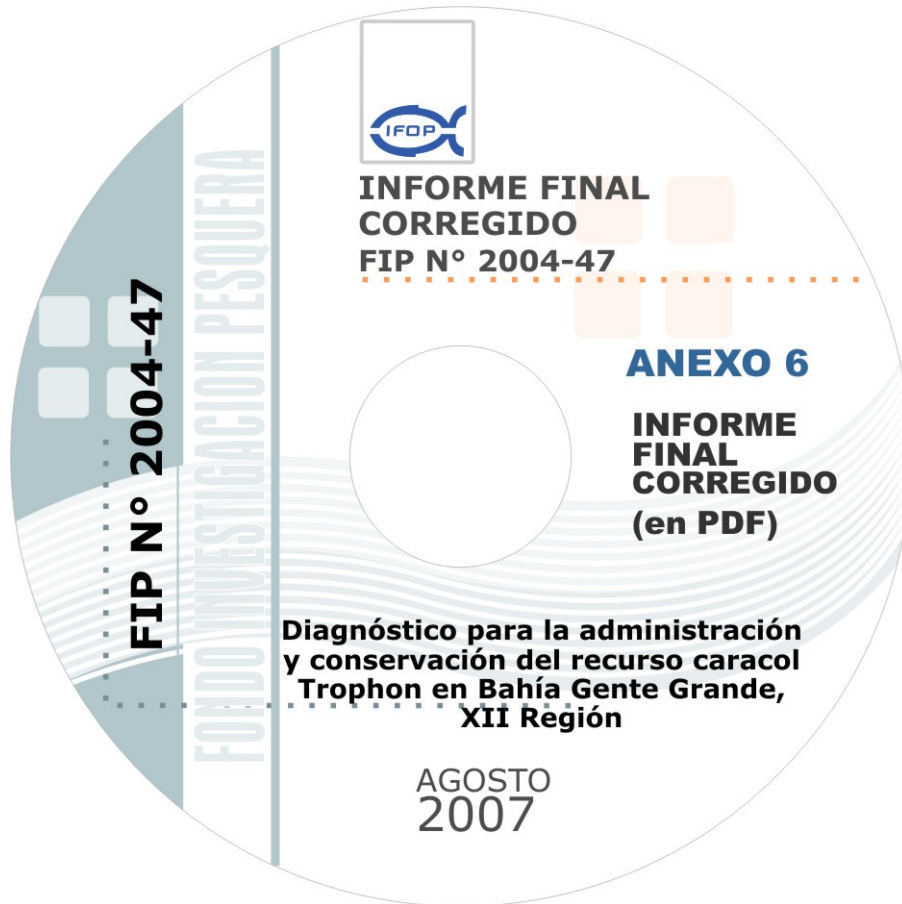 IFOP
INFORME FINAL
CORREGIDO
FIP N° 2004-47
FIP N° 2004-47
FONDO INVESTIGACION PESQUERA
ANEXO 6
INFORME
FINAL
CORREGIDO
(en PDF)
Diagnóstico para la administración
y conservación del recurso caracol
Trophon en Bahía Gente Grande,
XII Región
AGOSTO
2007